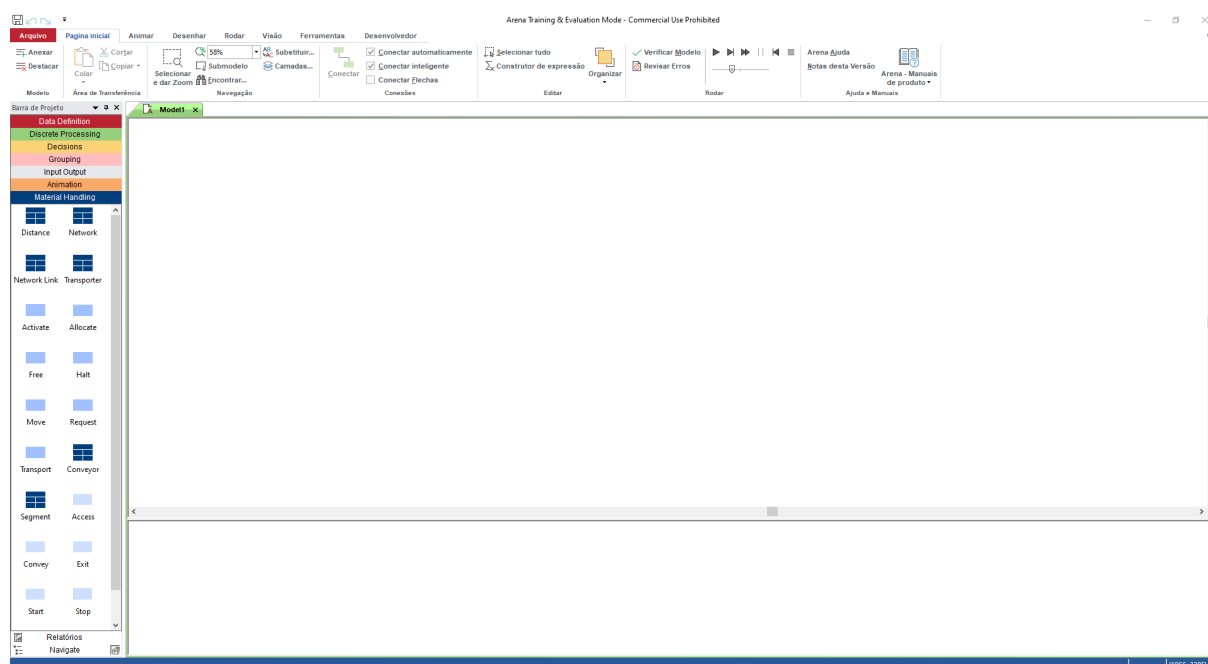 Arena Training & Evaluation Mode - Commercial Use Prohibited
Arquivo Pagina inicial Animar Desenhar Rodar Visão Ferramentas Desenvolvedor
Anexar
Destacar
Modelo
Colar
Cortar
Copiar
Área de Transferência
Selecionar e dar Zoom
58%
Submodelo
Encontrar...
Substituir...
Camadas...
Navegação
Conectar
Conectar automaticamente
Conectar inteligente
Conectar Flechas
Conexões
Selecionar tudo
Construtor de expressão
Organizar
Editar
Verificar Modelo
Revisar Erros
Rodar
Arena Ajuda
Notas desta Versão
Arena - Manuais de produto
Ajuda e Manuais
Barra de Projeto
Model1
Data Definition
Discrete Processing
Decisions
Grouping
Input Output
Animation
Material Handling
Distance Network
Network Link Transporter
Activate Allocate
Free Halt
Move Request
Transport Conveyor
Segment Access
Convey Exit
Start Stop
Relatórios
Navigate